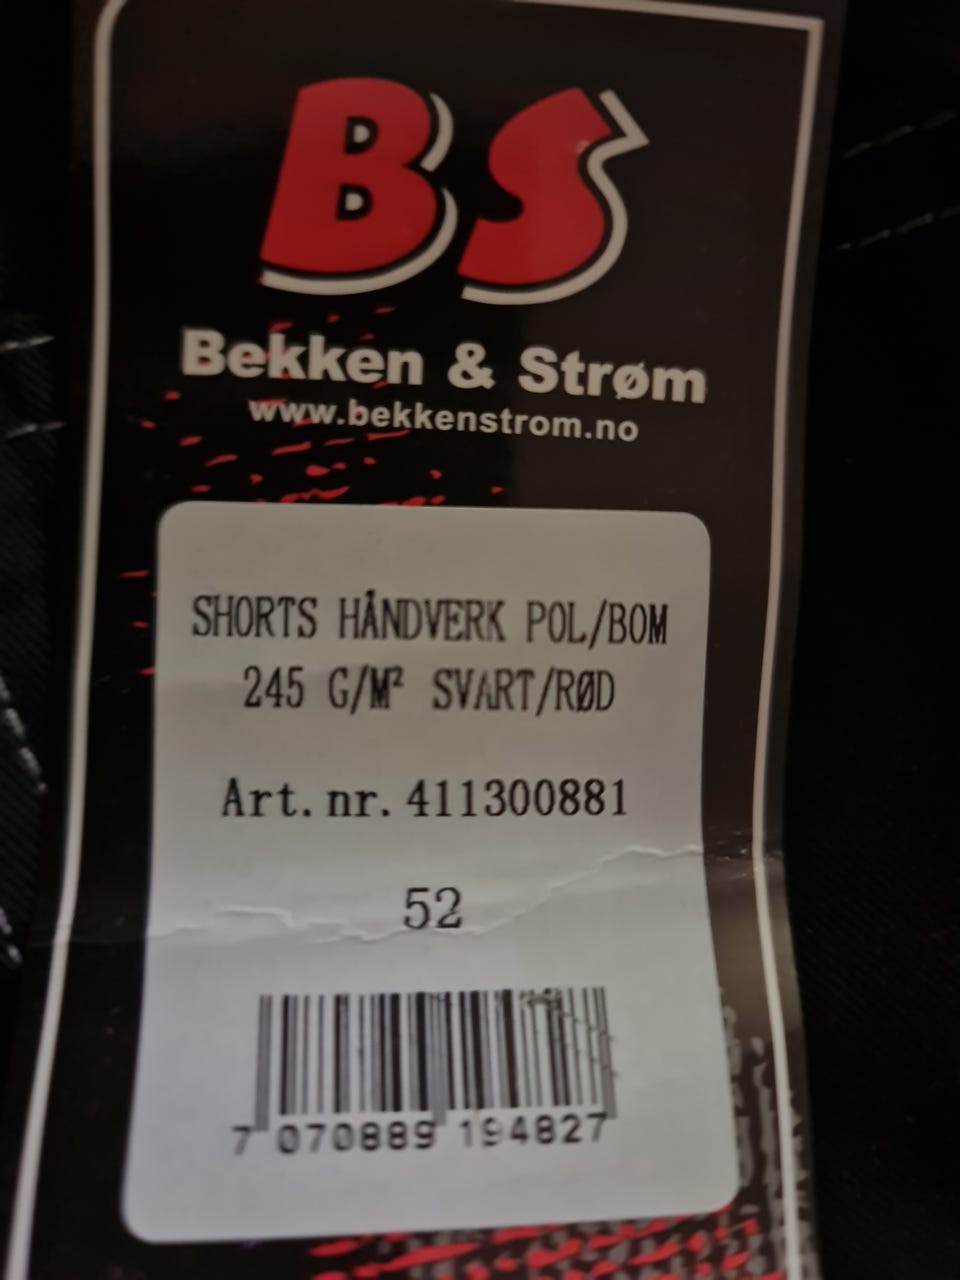 BS
Bekken & Strøm
www.bekkenstrom.no
SHORTS HÅNDVERK POL/BOM
245 G/M² SVART/RØD
Art.nr.411300881
52
7 070889 194827